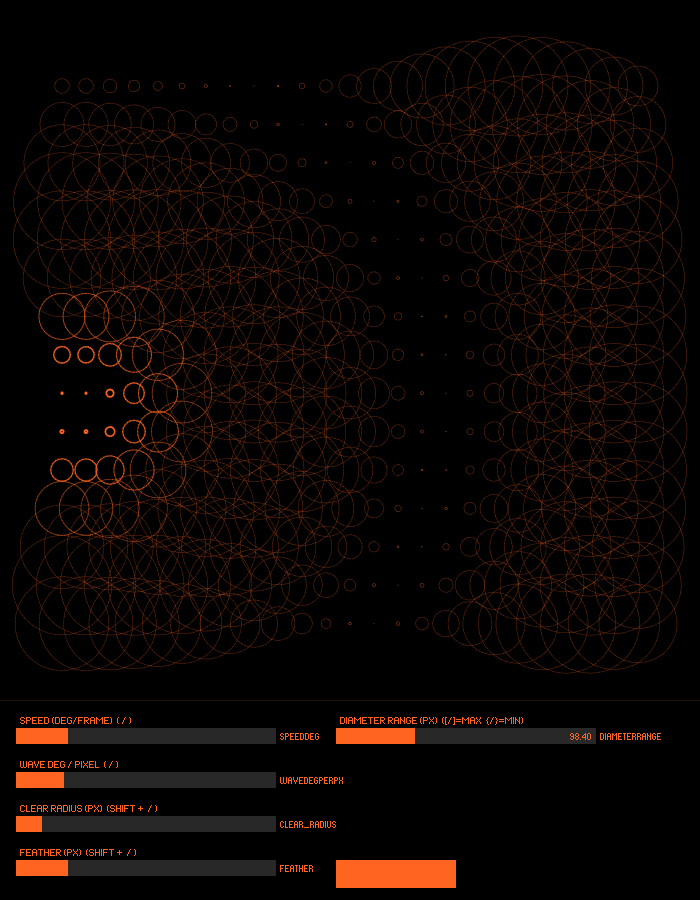 SPEED (DEG/FRAME) ( / )
SPEEDDEG
DIAMETER RANGE (PX) ([/]=MAX {/}=MIN)
98.40
DIAMETERRANGE
WAVE DEG / PIXEL ( / )
WAVEDEGPERPX
CLEAR RADIUS (PX) (SHIFT + / )
CLEAR_RADIUS
FEATHER (PX) (SHIFT + / )
FEATHER